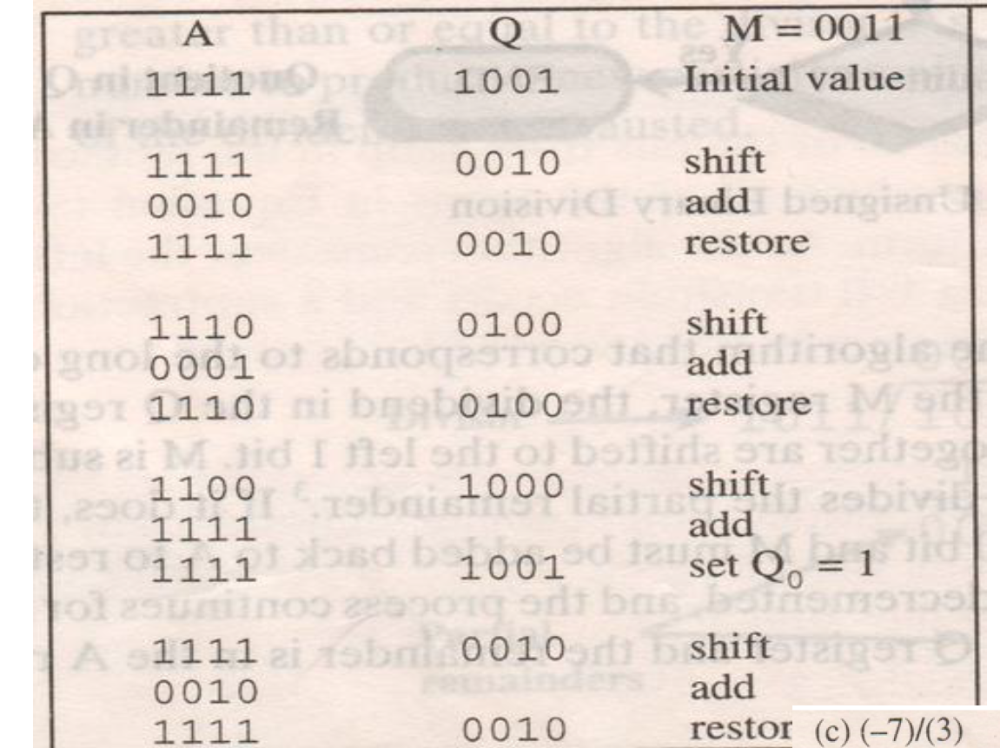 A Q M = 0011
1111 1001 Initial value
1111 0010 shift
0010 add
1111 0010 restore
1110 0100 shift
0001 add
1110 0100 restore
1100 1000 shift
1111 add
1111 1001 set Q₀ = 1
1111 0010 shift
0010 add
1111 0010 restor
(c) (–7)/(3)